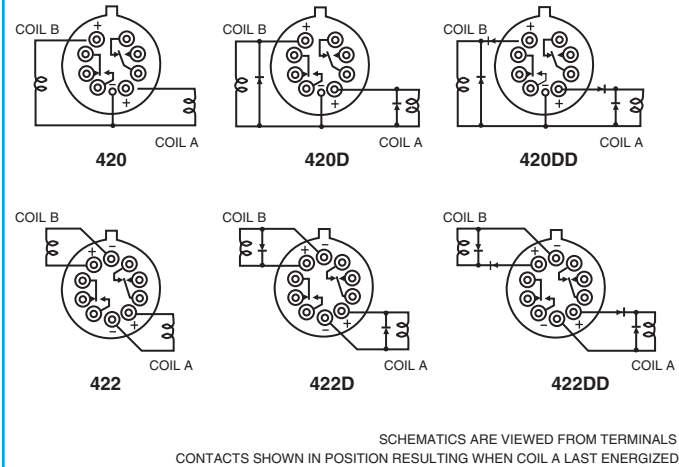 COIL B
COIL A
420
COIL B
COIL A
420D
COIL B
COIL A
420DD
COIL B
COIL A
422
COIL B
COIL A
422D
COIL B
COIL A
422DD
SCHEMATICS ARE VIEWED FROM TERMINALS
CONTACTS SHOWN IN POSITION RESULTING WHEN COIL A LAST ENERGIZED